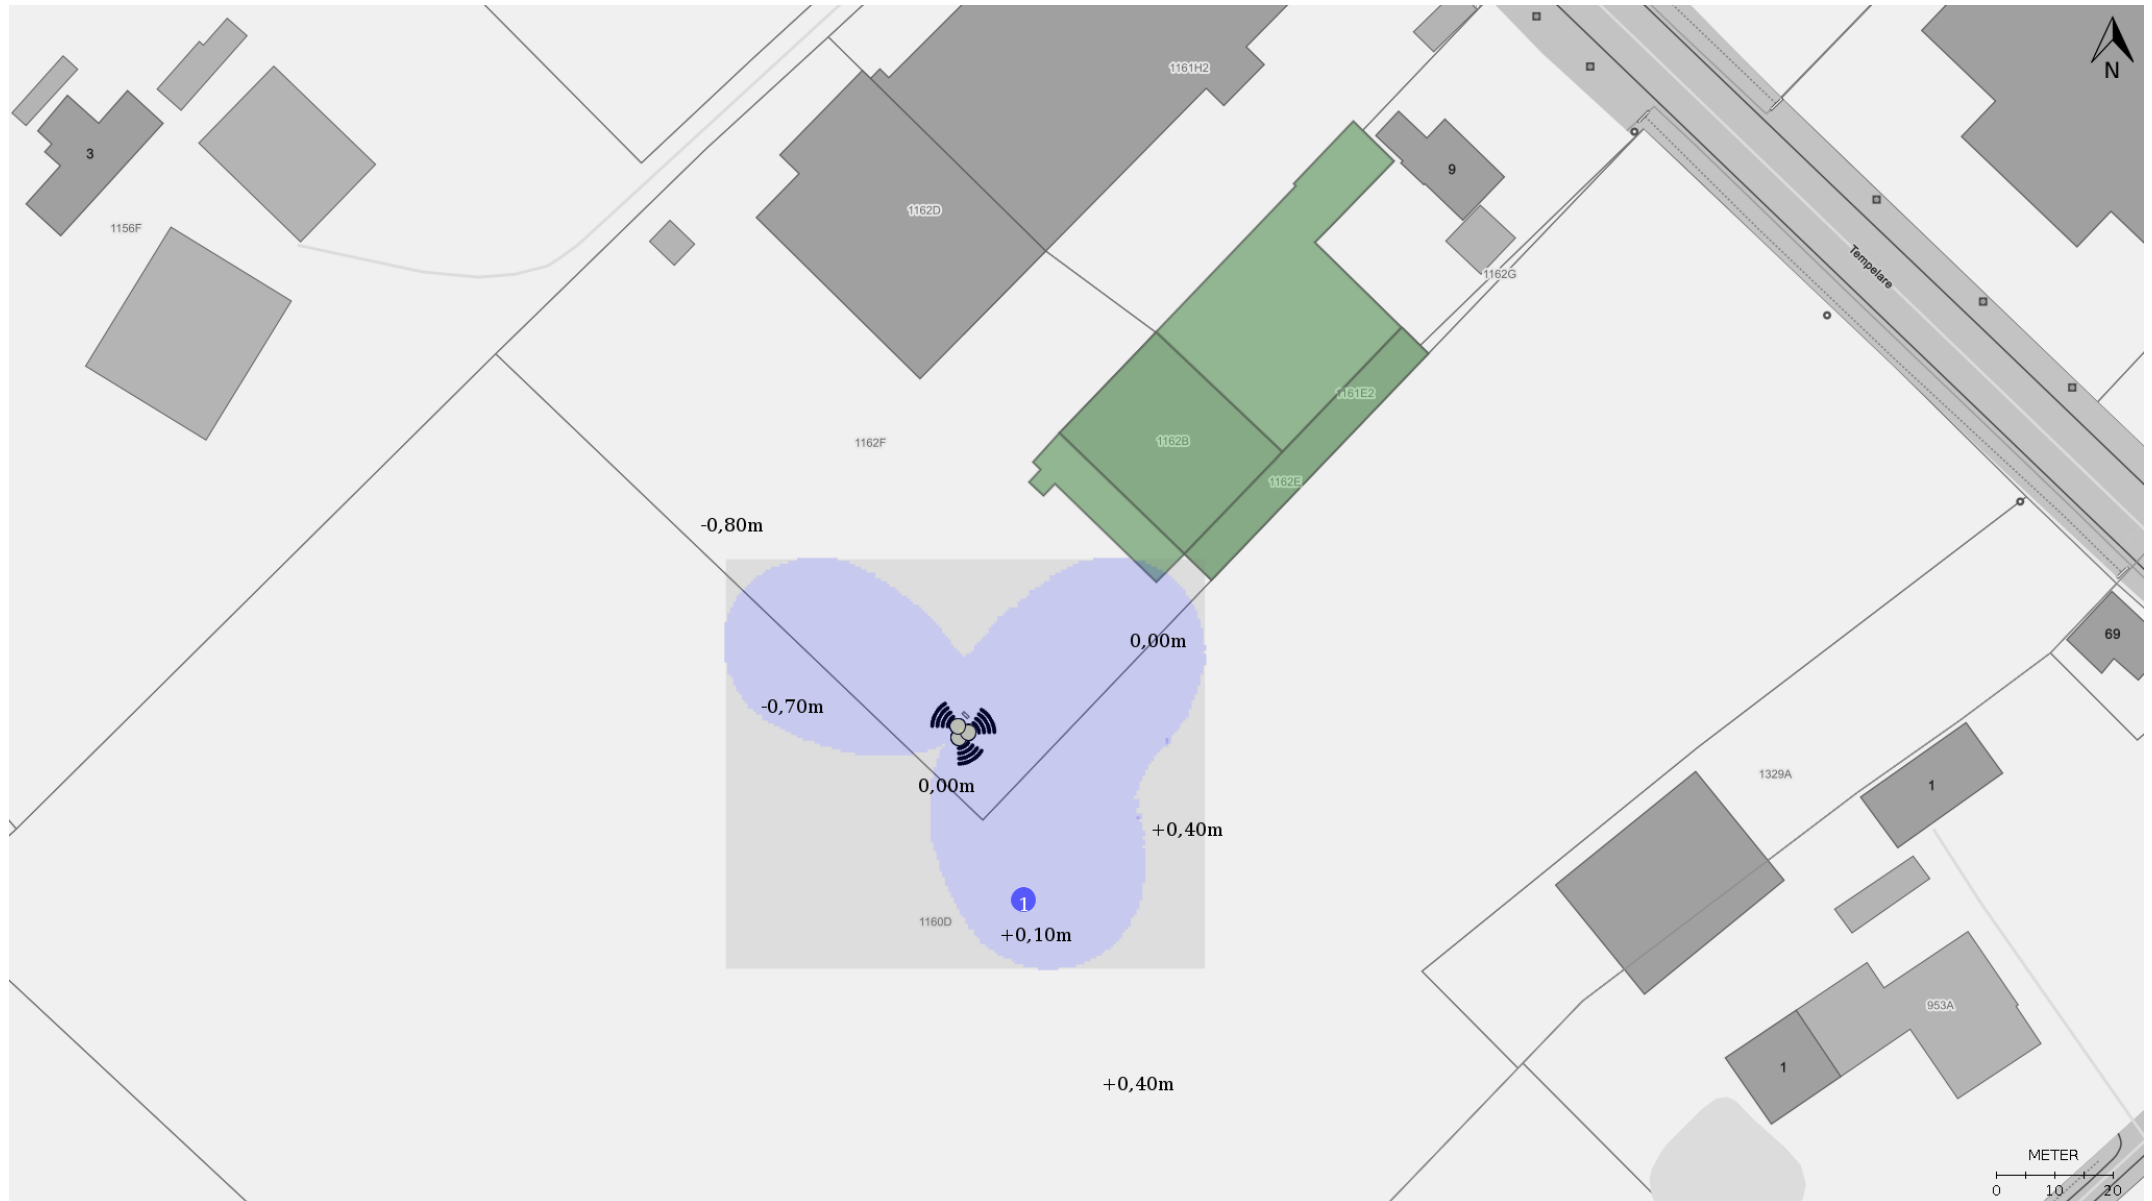 1161H2
N
3
9
1162D
1156F
Tempelare
1162G
1161E2
1162B
1162F
1162E
-0,80m
69
0,00m
-0,70m
1329A
0,00m
1
+0,40m
1
1160D
+0,10m
953A
1
+0,40m
METER
0 10 20